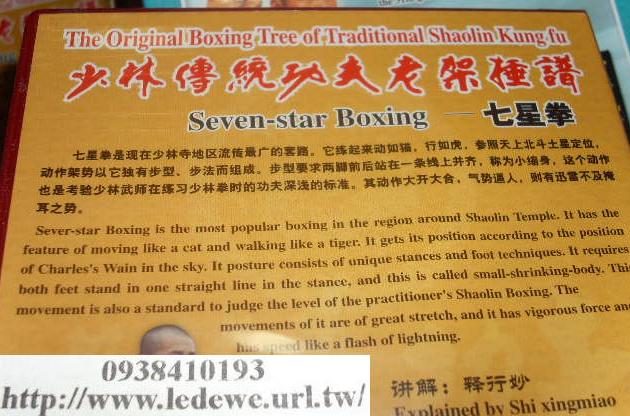 The Original Boxing Tree of Traditional Shaolin Kung fu
少林傳統功夫老架捶譜
Seven-star Boxing — 七星拳
七星拳是现在少林寺地区流传最广的套路。它练起来动如猫，行如虎，参照天上北斗土星定位，
动作架势以它独有步型、步法而组成。步型要求两脚前后站在一条线上并齐，称为小缩身，这个动作
也是考验少林武师在练习少林拳时的功夫深浅的标准。其动作大开大合，气势逼人，则有迅雷不及掩
耳之势。
Sever-star Boxing is the most popular boxing in the region around Shaolin Temple. It has the
feature of moving like a cat and walking like a tiger. It gets its position according to the position
of Charles's Wain in the sky. It posture consists of unique stances and foot techniques. It requires
both feet stand in one straight line in the stance, and this is called small-shrinking-body. This
movement is also a standard to judge the level of the practitioner's Shaolin Boxing. The
movements of it are of great stretch, and it has vigorous force and
has speed like a flash of lightning.
讲解：释行妙
Explained by Shi xingmiao
0938410193
http://www.ledewe.url.tw/